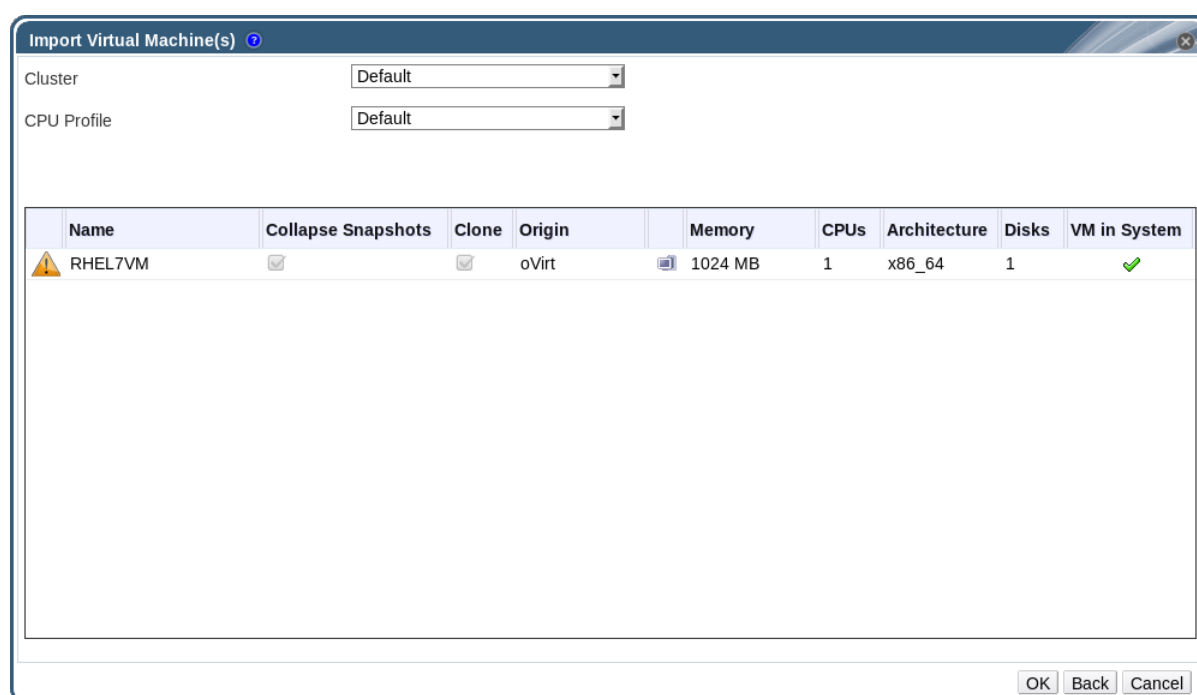 Import Virtual Machine(s) ?
Cluster Default
CPU Profile Default
Name Collapse Snapshots Clone Origin Memory CPUs Architecture Disks VM in System
RHEL7VM oVirt 1024 MB 1 x86_64 1
OK Back Cancel